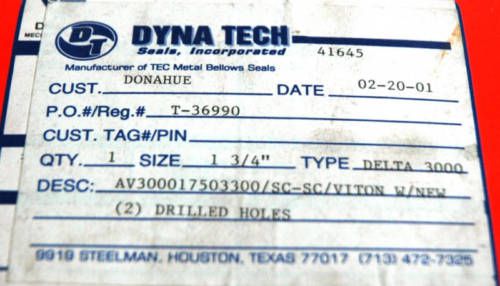 DT
DYNA TECH
Seals, Incorporated
41645
Manufacturer of TEC Metal Bellows Seals
CUST. DONAHUE DATE 02-20-01
P.O.#/Reg.# T-36990
CUST. TAG#/PIN
QTY. 1 SIZE 1 3/4" TYPE DELTA 3000
DESC: AV300017503300/SC-SC/VITON W/NEW
(2) DRILLED HOLES
9919 STEELMAN, HOUSTON, TEXAS 77017 (713) 472-7325